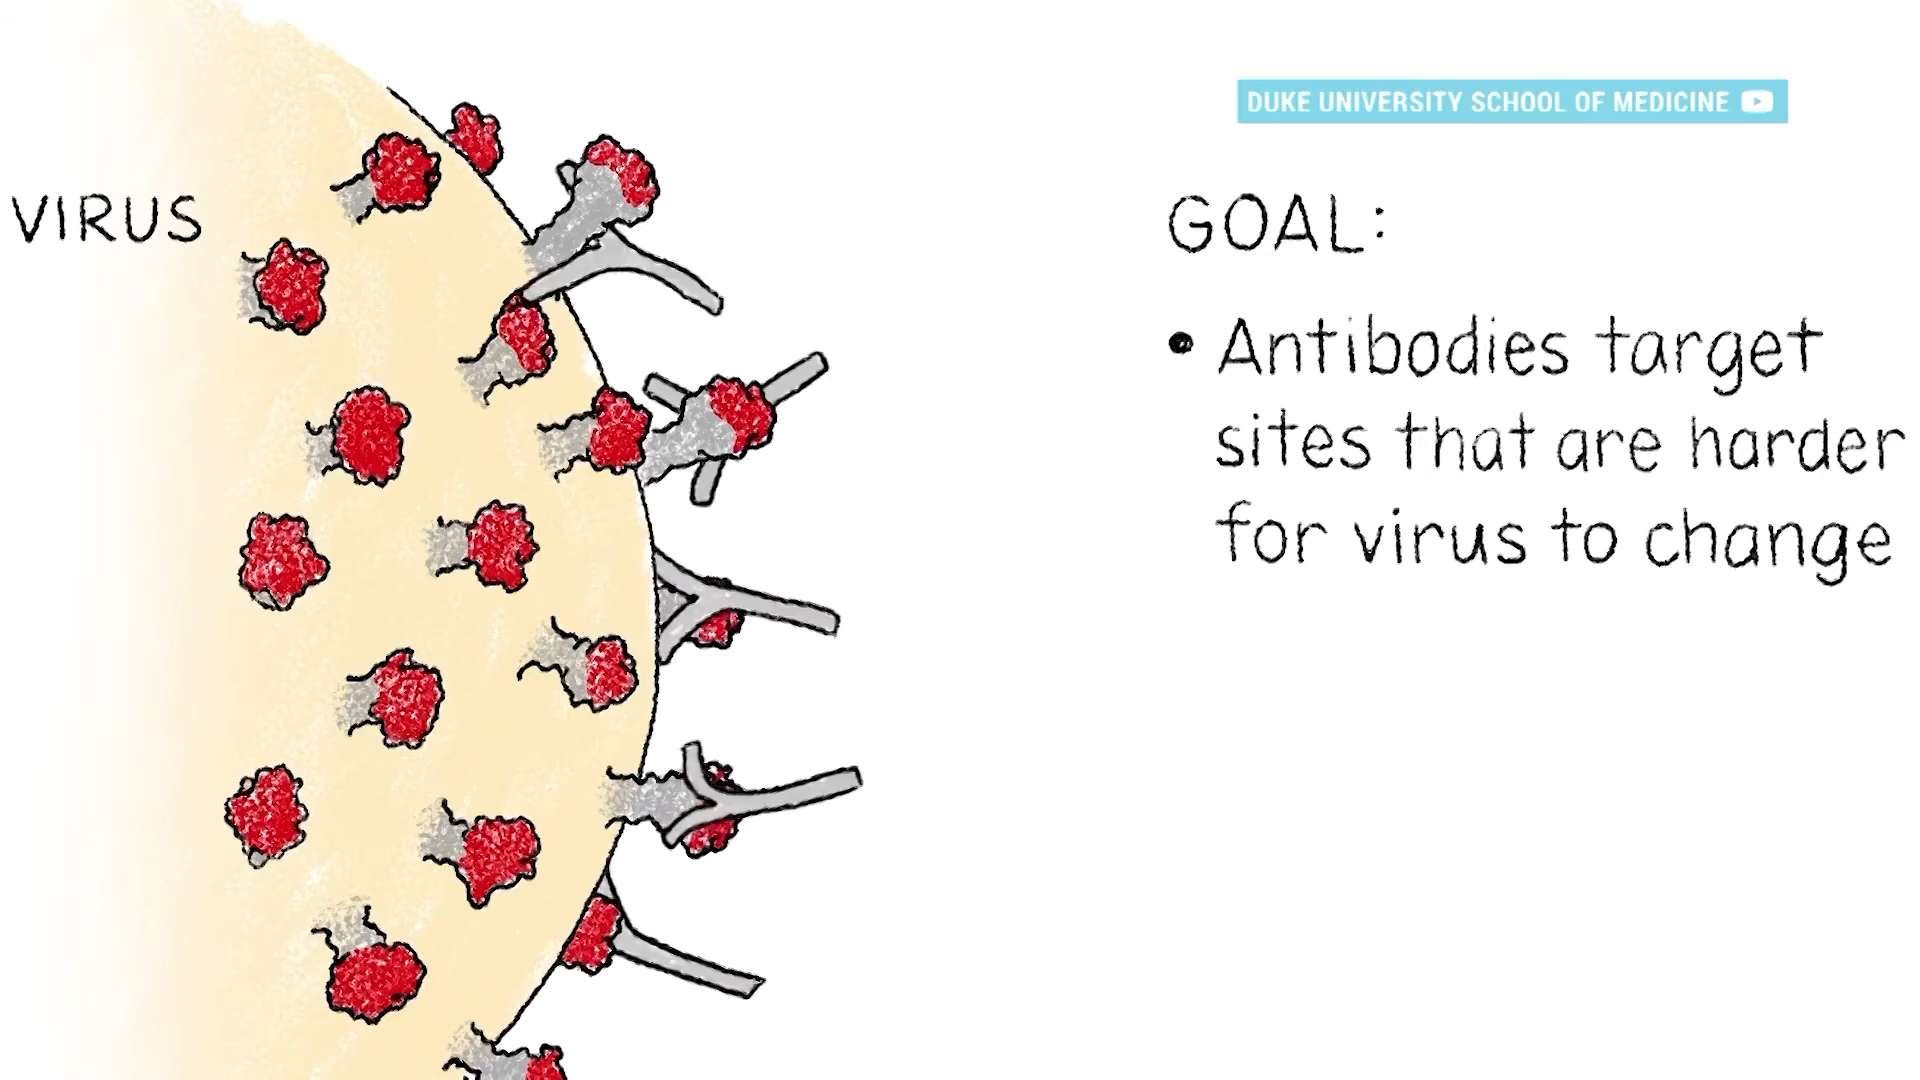 DUKE UNIVERSITY SCHOOL OF MEDICINE
VIRUS
GOAL:
• Antibodies target
sites that are harder
for virus to change